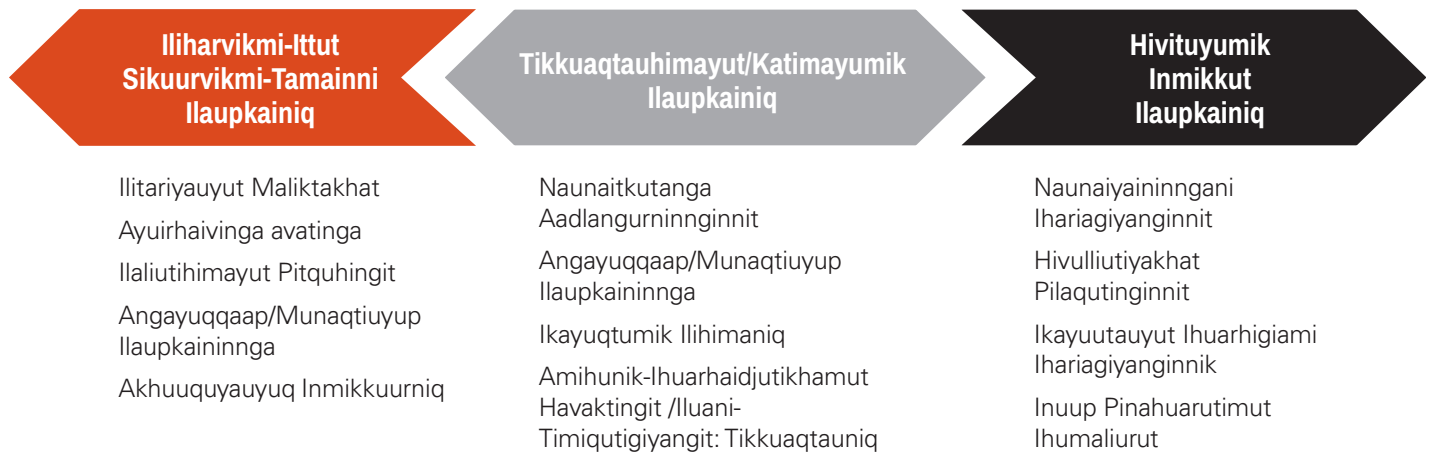 Iliharvikmi-Ittut
Sikuurvikmi-Tamainni
Ilaupkainiq
Ilitariyauyut Maliktakhat
Ayuirhaivinga avatinga
Ilaliutihimayut Pitquhingit
Angayuqqaap/Munaqtiuyup
Ilaupkaininnga
Akhuuquyauyuq Inmikkuurniq
Tikkuaqtauhimayut/Katimayumik
Ilaupkainiq
Naunaitkutanga
Aadlangurninnginnit
Angayuqqaap/Munaqtiuyup
Ilaupkaininnga
Ikayuqtumik Ilihimaniq
Amihunik-Ihuarhaidjutikhamut
Havaktingit /Iluani-
Timiqutigiyangit: Tikkuaqtauniq
Hivituyumik
Inmikkut
Ilaupkainiq
Naunaiyaininngani
Ihariagiyanginnit
Hivulliutiyakhat
Pilaqutinginnit
Ikayuutauyut Ihuarhigiami
Ihariagiyanginnik
Inuup Pinahuarutimut
Ihumaliurut